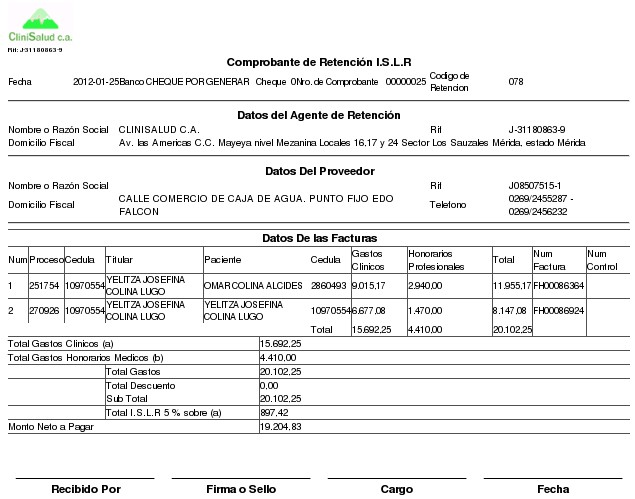 CliniSalud c.a.
Rif: J-31180863-9
Comprobante de Retención I.S.L.R
Fecha 2012-01-25Banco CHEQUE POR GENERAR Cheque 0Nro. de Comprobante 00000025 Codigo de Retencion 078
Datos del Agente de Retención
Nombre o Razón Social CLINISALUD C.A. Rif J-31180863-9
Domicilio Fiscal Av. las Americas C.C. Mayeya nivel Mezanina Locales 16,17 y 24 Sector Los Sauzales Mérida, estado Mérida
Datos Del Proveedor
Nombre o Razón Social Rif J08507515-1
Domicilio Fiscal CALLE COMERCIO DE CAJA DE AGUA. PUNTO FIJO EDO FALCON Telefono 0269/2455287 - 0269/2456232
Datos De las Facturas
Num Proceso Cedula Titular Paciente Cedula Gastos Clinicos Honorarios Profesionales Total Num Factura Num Control
1 251754 10970554 YELITZA JOSEFINA COLINA LUGO OMAR COLINA ALCIDES 2860493 9.015,17 2.940,00 11.955,17 FH00086364
2 270926 10970554 YELITZA JOSEFINA COLINA LUGO YELITZA JOSEFINA COLINA LUGO 10970554 6.677,08 1.470,00 8.147,08 FH00086924
Total 15.692,25 4.410,00 20.102,25
Total Gastos Clinicos (a) 15.692,25
Total Gastos Honorarios Medicos (b) 4.410,00
Total Gastos 20.102,25
Total Descuento 0,00
Sub Total 20.102,25
Total I.S.L.R 5 % sobre (a) 897,42
Monto Neto a Pagar 19.204,83
Recibido Por Firma o Sello Cargo Fecha